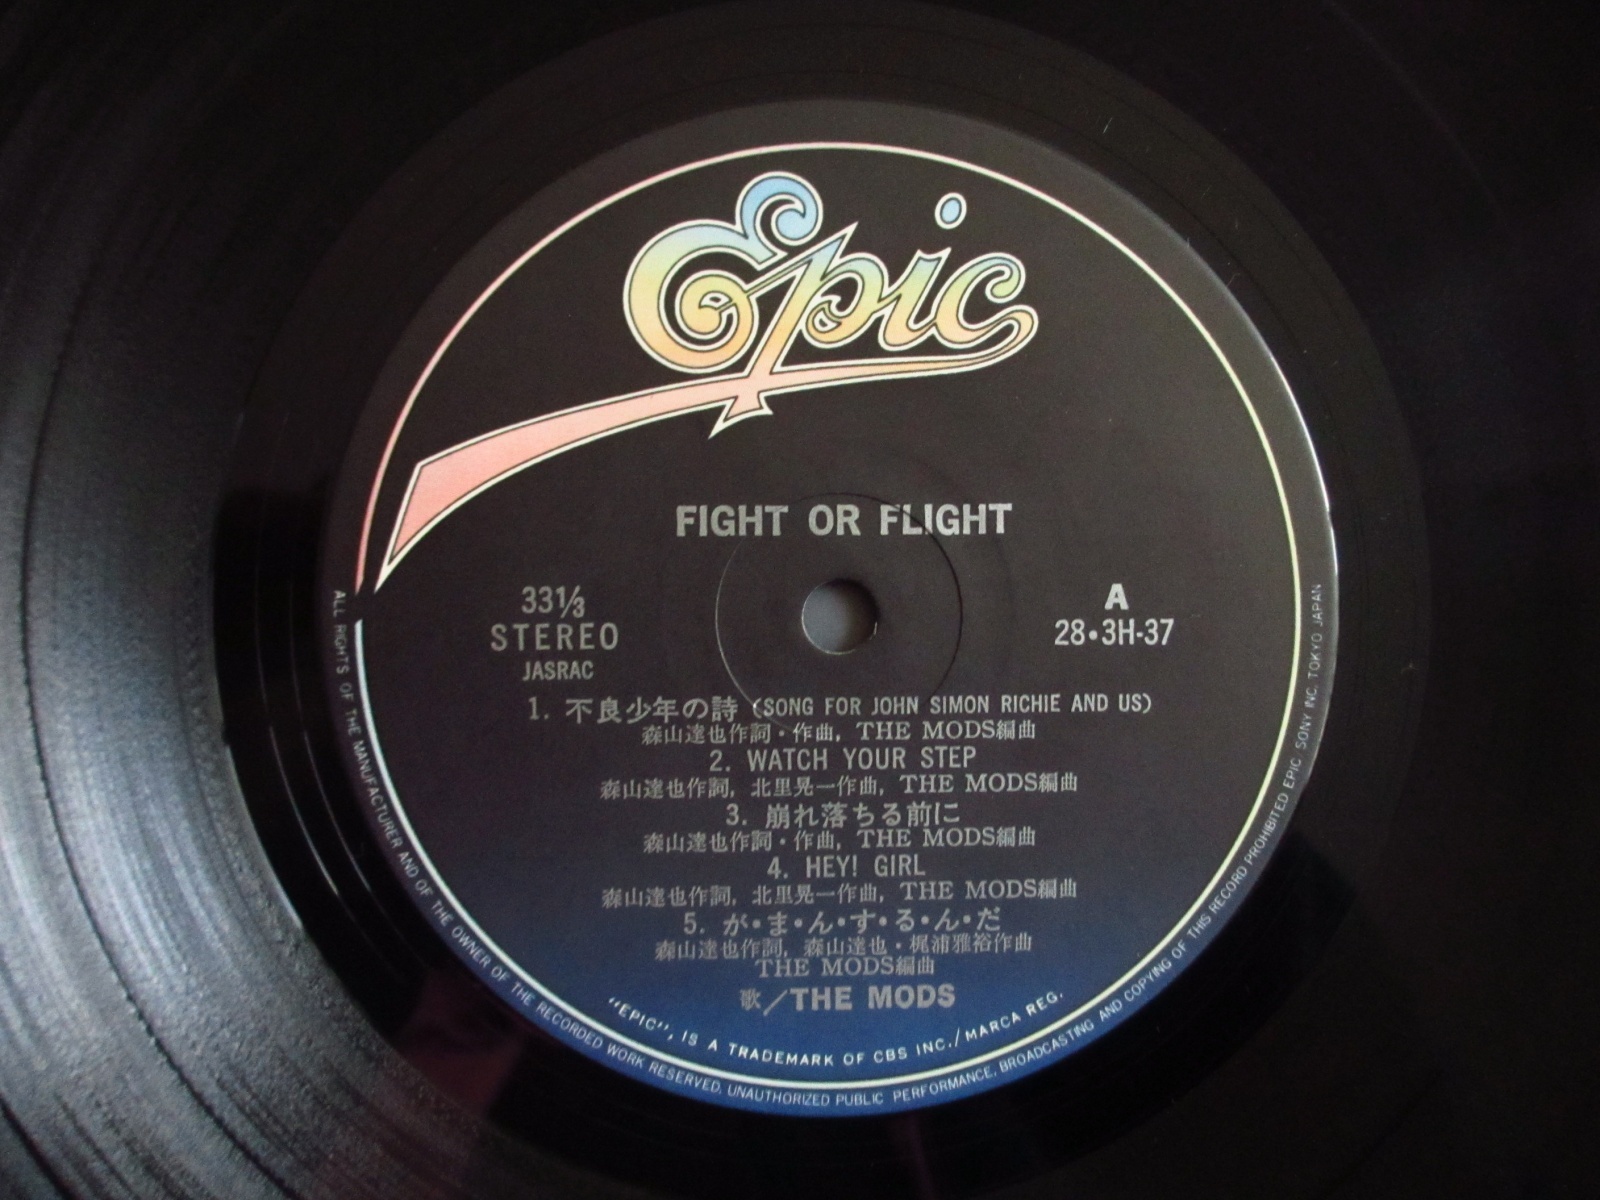 Epic
FIGHT OR FLIGHT
33⅓
STEREO
JASRAC
A
28・3H-37
1. 不良少年の詩 (SONG FOR JOHN SIMON RICHIE AND US)
森山達也作詞・作曲, THE MODS編曲
2. WATCH YOUR STEP
森山達也作詞, 北里晃一作曲, THE MODS編曲
3. 崩れ落ちる前に
森山達也作詞・作曲, THE MODS編曲
4. HEY! GIRL
森山達也作詞, 北里晃一作曲, THE MODS編曲
5. が・ま・ん・す・る・ん・だ
森山達也作詞, 森山達也・梶浦雅裕作曲
THE MODS編曲
歌／THE MODS
"EPIC", IS A TRADEMARK OF CBS INC./MARCA REG.
ALL RIGHTS OF THE MANUFACTURER AND OF THE OWNER OF THE RECORDED WORK RESERVED. UNAUTHORIZED PUBLIC PERFORMANCE, BROADCASTING AND COPYING OF THIS RECORD PROHIBITED EPIC SONY INC. TOKYO JAPAN